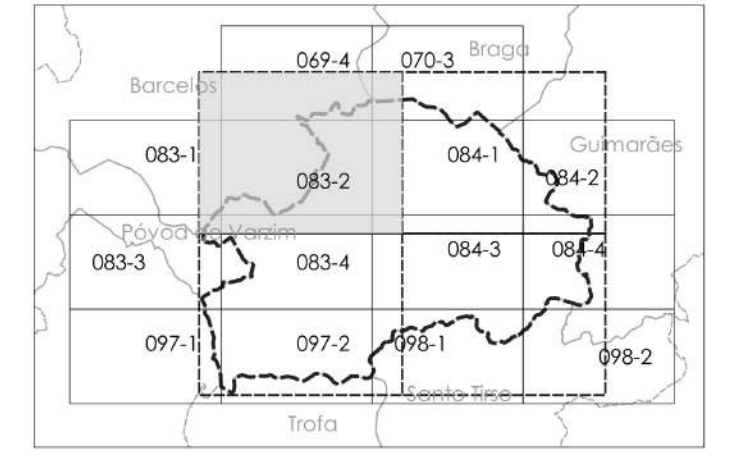 Braga
069-4 070-3
Barcelos
Guimarães
083-1 084-1
083-2 084-2
Póvoa de Varzim
083-3 083-4 084-3 084-4
097-1 097-2 098-1
098-2
Santo Tirso
Trofa